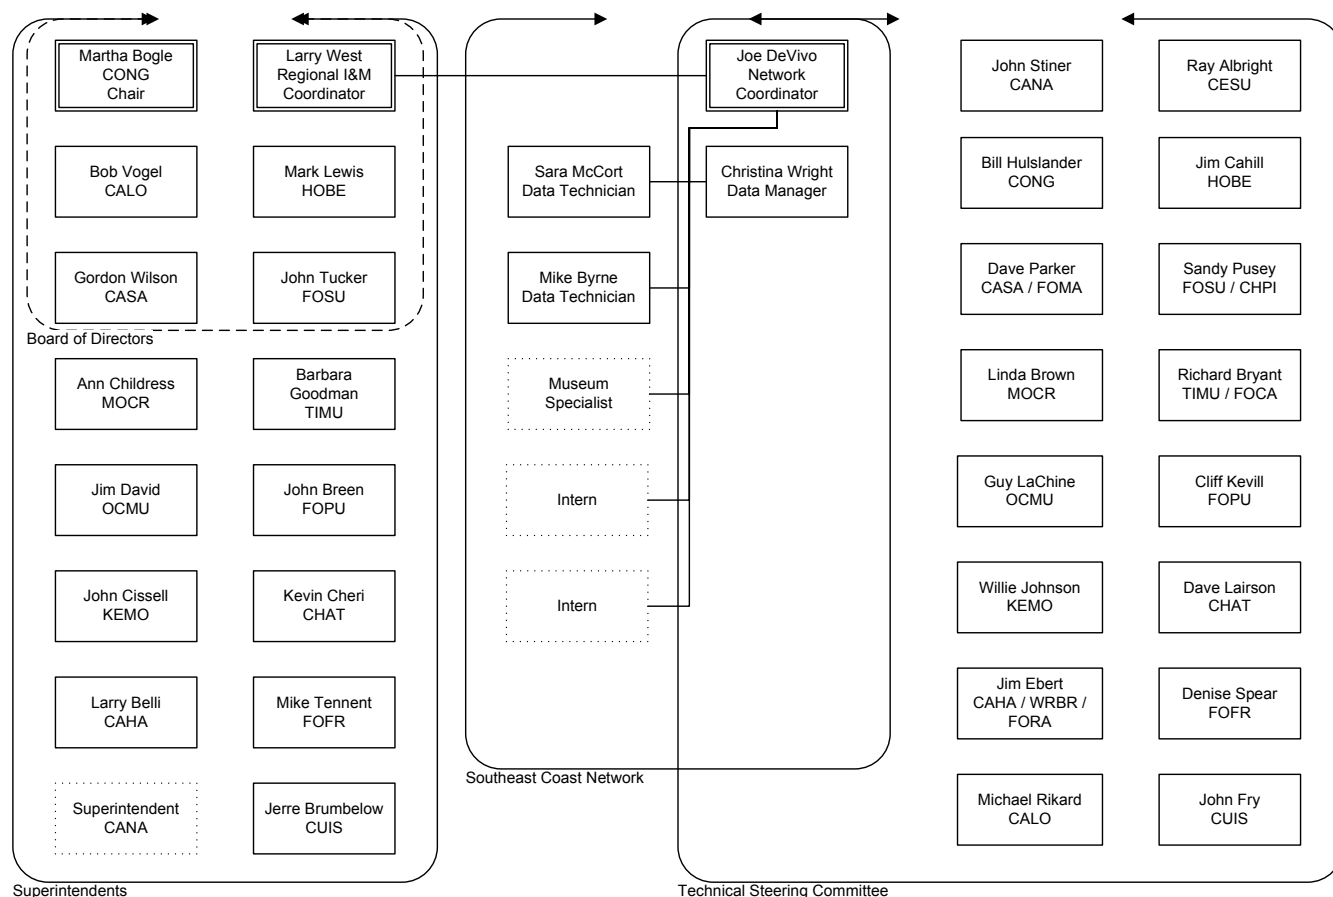 Martha Bogle
CONG
Chair
Larry West
Regional I&M
Coordinator
Bob Vogel
CALO
Mark Lewis
HOBE
Gordon Wilson
CASA
John Tucker
FOSU
Board of Directors
Ann Childress
MOCR
Barbara
Goodman
TIMU
Jim David
OCMU
John Breen
FOPU
John Cissell
KEMO
Kevin Cheri
CHAT
Larry Belli
CAHA
Mike Tennent
FOFR
Superintendent
CANA
Jerre Brumbelow
CUIS
Superintendents
Joe DeVivo
Network
Coordinator
Sara McCort
Data Technician
Christina Wright
Data Manager
Mike Byrne
Data Technician
Museum
Specialist
Intern
Intern
Southeast Coast Network
John Stiner
CANA
Ray Albright
CESU
Bill Hulslander
CONG
Jim Cahill
HOBE
Dave Parker
CASA / FOMA
Sandy Pusey
FOSU / CHPI
Linda Brown
MOCR
Richard Bryant
TIMU / FOCA
Guy LaChine
OCMU
Cliff Kevill
FOPU
Willie Johnson
KEMO
Dave Lairson
CHAT
Jim Ebert
CAHA / WRBR /
FORA
Denise Spear
FOFR
Michael Rikard
CALO
John Fry
CUIS
Technical Steering Committee